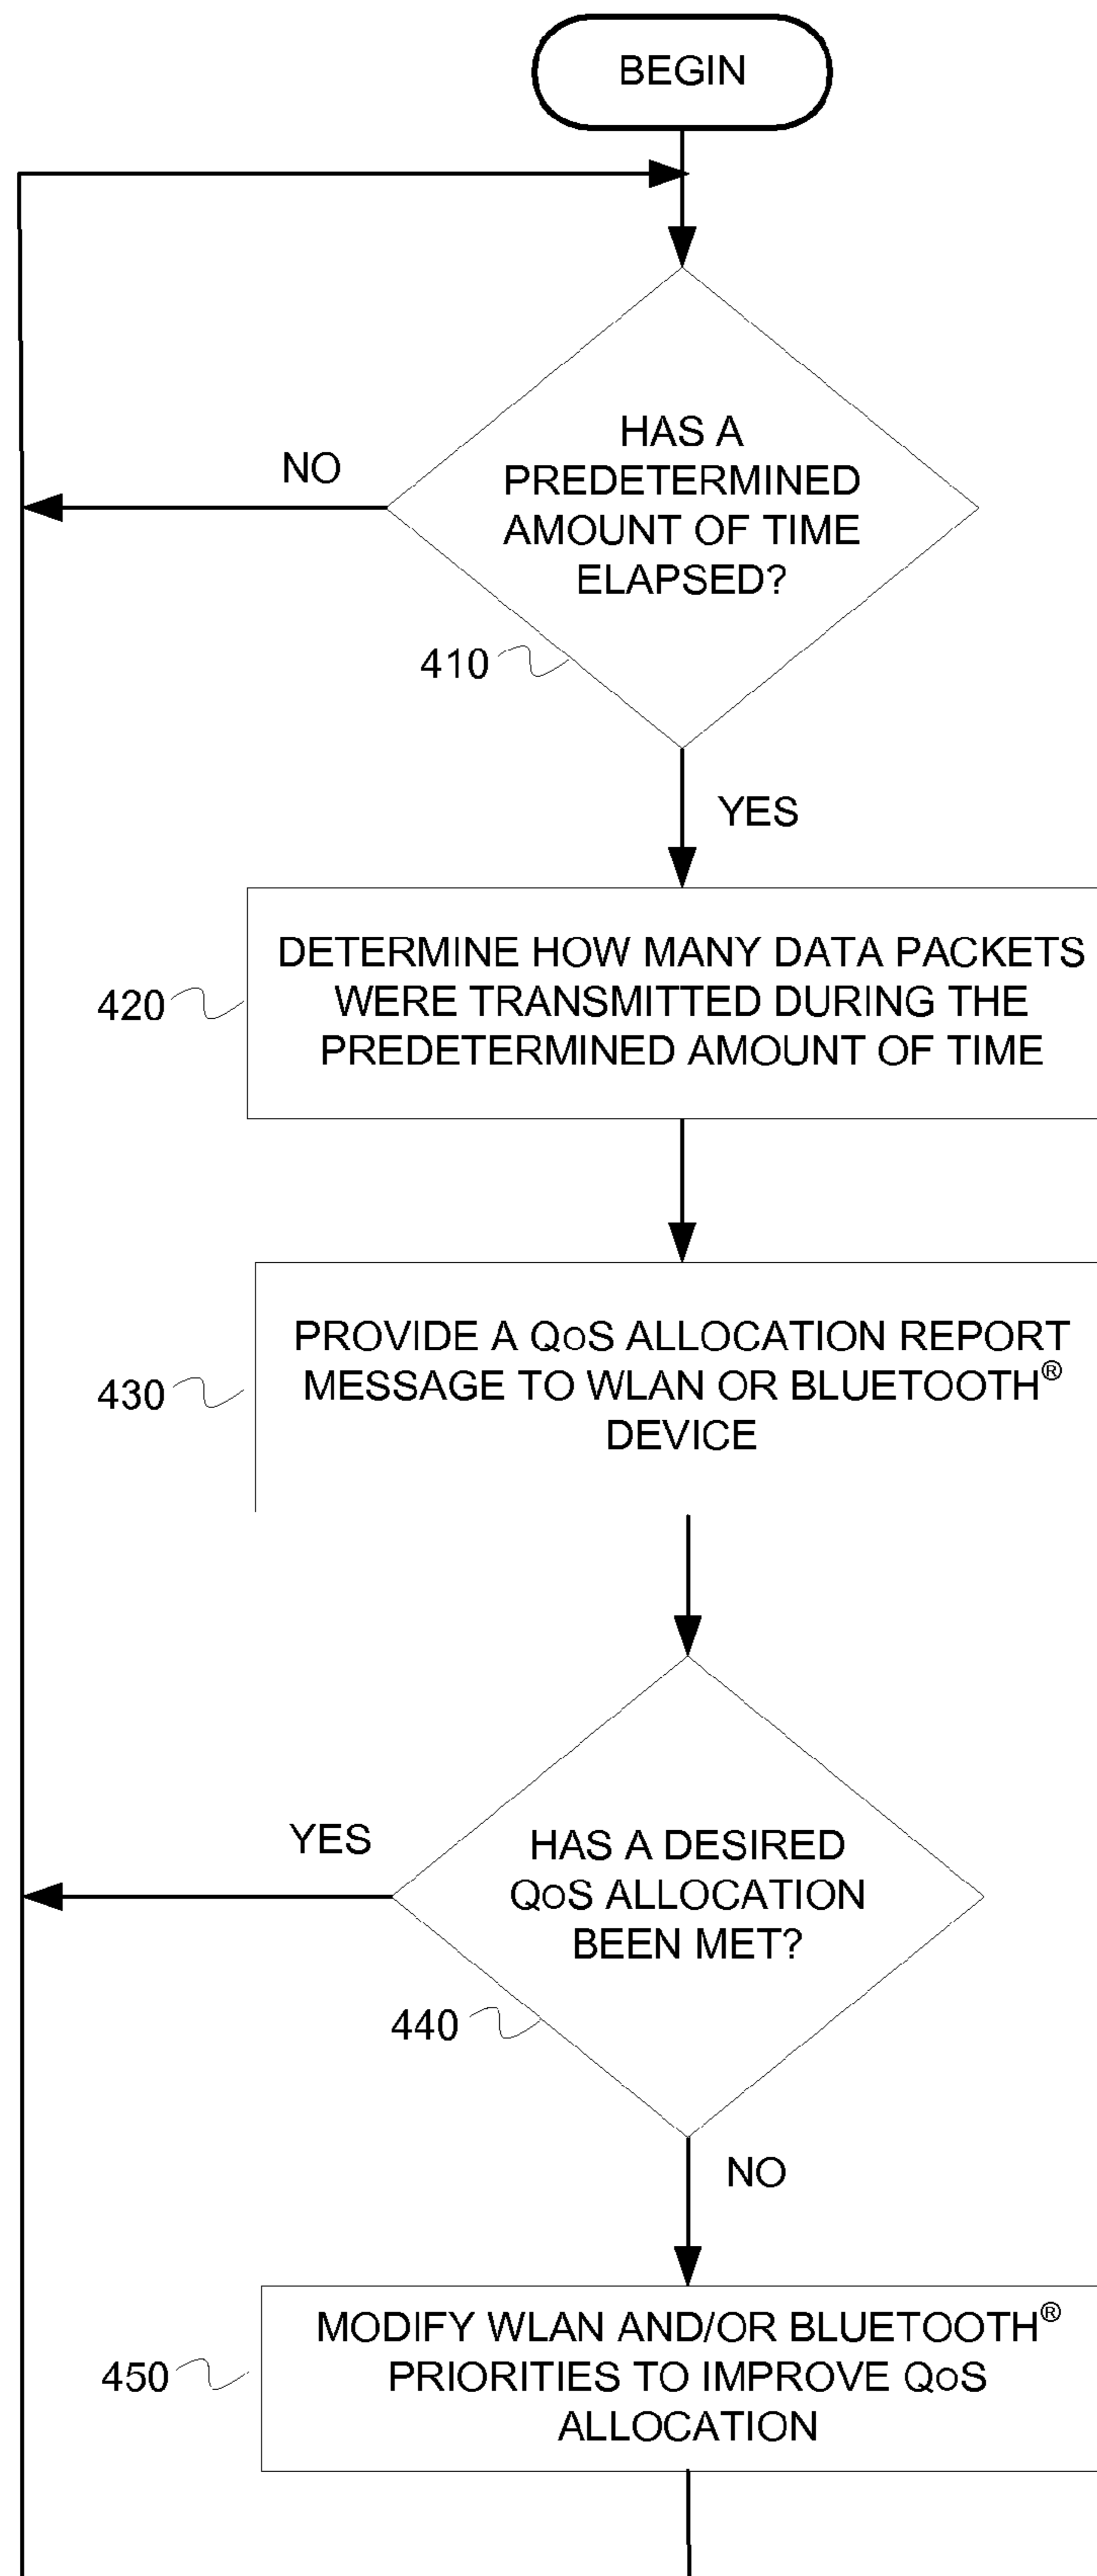 BEGIN
NO
HAS A
PREDETERMINED
AMOUNT OF TIME
ELAPSED?
410
YES
DETERMINE HOW MANY DATA PACKETS
WERE TRANSMITTED DURING THE
PREDETERMINED AMOUNT OF TIME
420
PROVIDE A QoS ALLOCATION REPORT
MESSAGE TO WLAN OR BLUETOOTH®
DEVICE
430
YES
HAS A DESIRED
QoS ALLOCATION
BEEN MET?
440
NO
MODIFY WLAN AND/OR BLUETOOTH®
PRIORITIES TO IMPROVE QoS
ALLOCATION
450